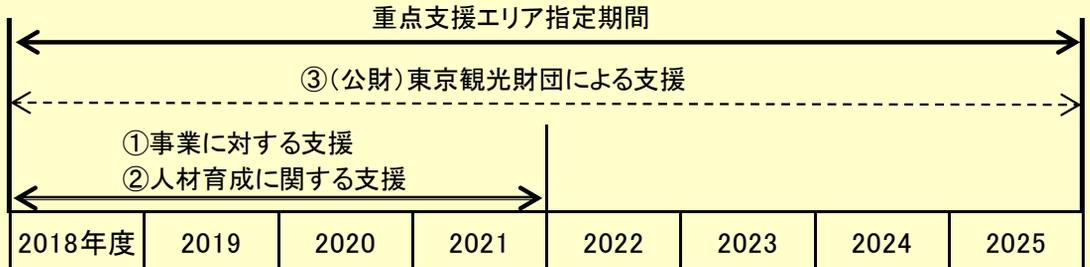 重点支援エリア指定期間
③(公財)東京観光財団による支援
①事業に対する支援
②人材育成に関する支援
2018年度 2019 2020 2021 2022 2023 2024 2025